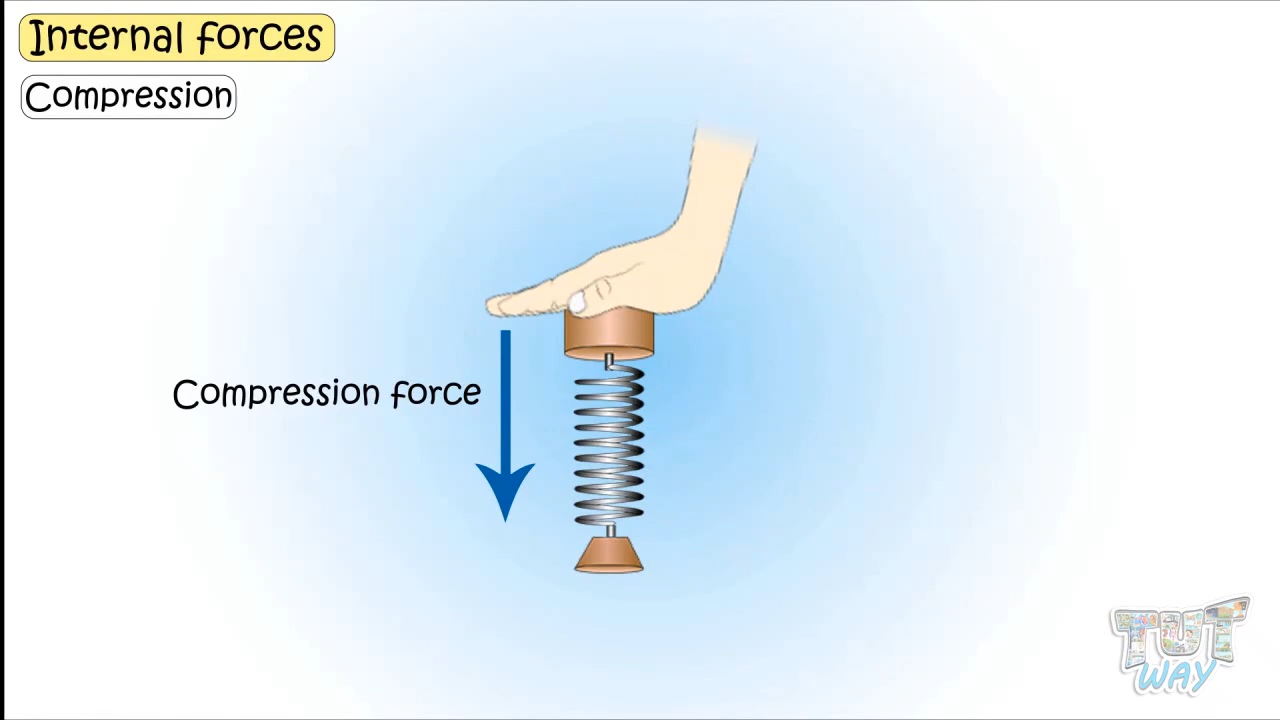 Internal forces
Compression
Compression force
TUT
WAY